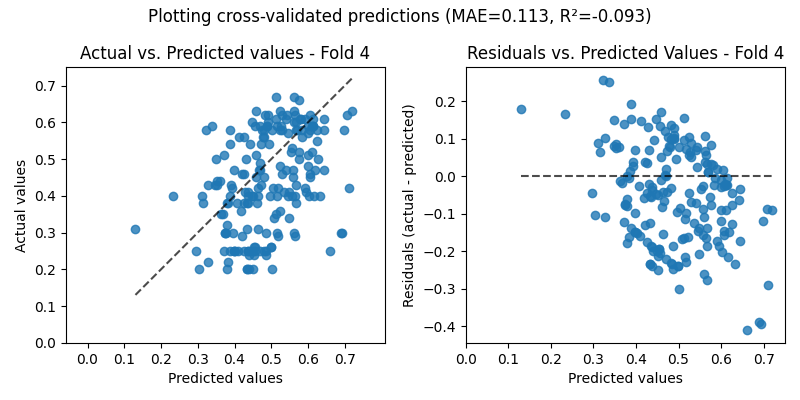 Plotting cross-validated predictions (MAE=0.113, R²=-0.093)
Actual vs. Predicted values - Fold 4
Actual values
0.7
0.6
0.5
0.4
0.3
0.2
0.1
0.0
0.0 0.1 0.2 0.3 0.4 0.5 0.6 0.7
Predicted values
Residuals vs. Predicted Values - Fold 4
Residuals (actual - predicted)
0.2
0.1
0.0
−0.1
−0.2
−0.3
−0.4
0.0 0.1 0.2 0.3 0.4 0.5 0.6 0.7
Predicted values